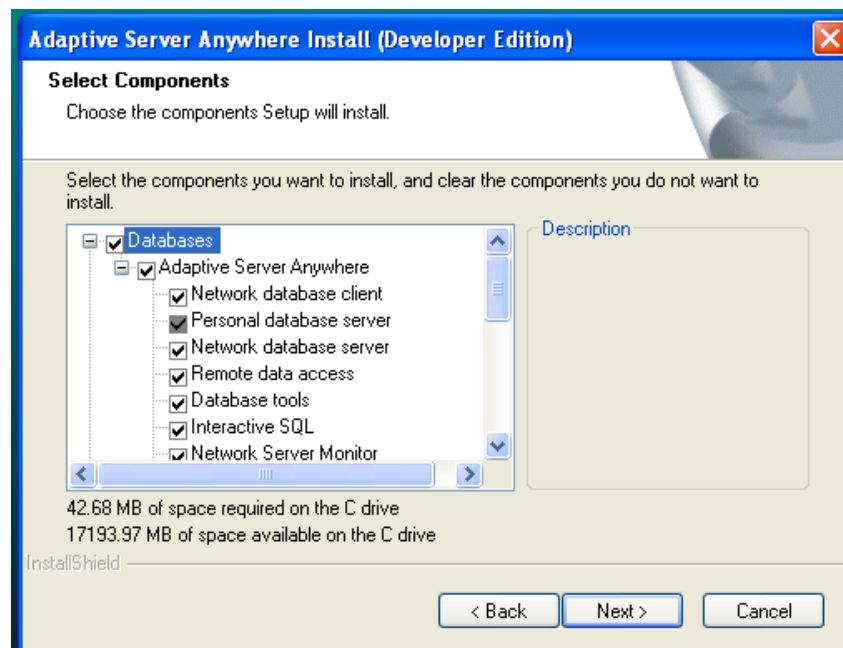 Adaptive Server Anywhere Install (Developer Edition)
Select Components
Choose the components Setup will install.
Select the components you want to install, and clear the components you do not want to
install.
Databases
Adaptive Server Anywhere
Network database client
Personal database server
Network database server
Remote data access
Database tools
Interactive SQL
Network Server Monitor
Description
42.68 MB of space required on the C drive
17193.97 MB of space available on the C drive
InstallShield
< Back
Next >
Cancel